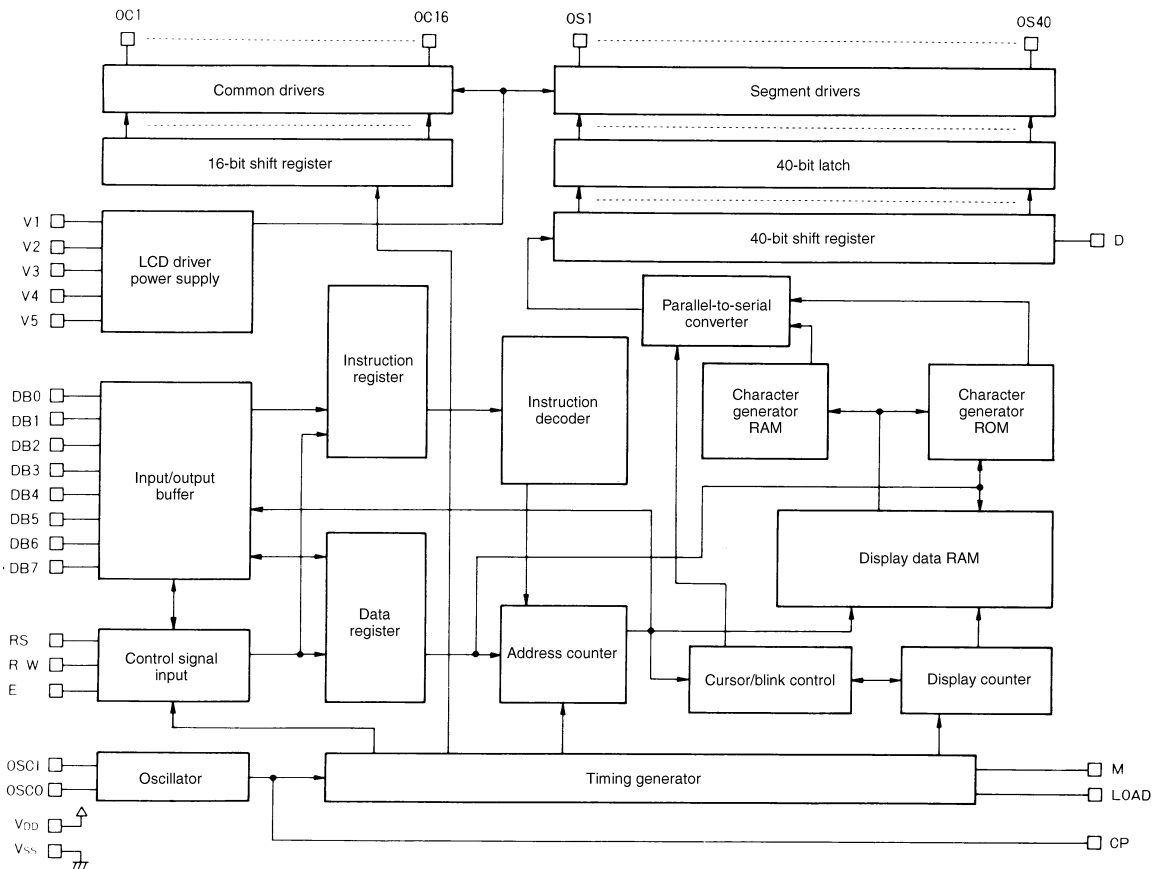 OC1 OC16 OS1 OS40
Common drivers
Segment drivers
16-bit shift register
40-bit latch
V1
V2
V3
V4
V5
LCD driver
power supply
40-bit shift register
D
Parallel-to-serial
converter
Instruction
register
Instruction
decoder
Character
generator
RAM
Character
generator
ROM
DB0
DB1
DB2
DB3
DB4
DB5
DB6
DB7
Input/output
buffer
Display data RAM
Data
register
RS
R W
E
Control signal
input
Address counter
Cursor/blink control
Display counter
OSCI
OSCO
Oscillator
Timing generator
M
LOAD
VDD
VSS
CP